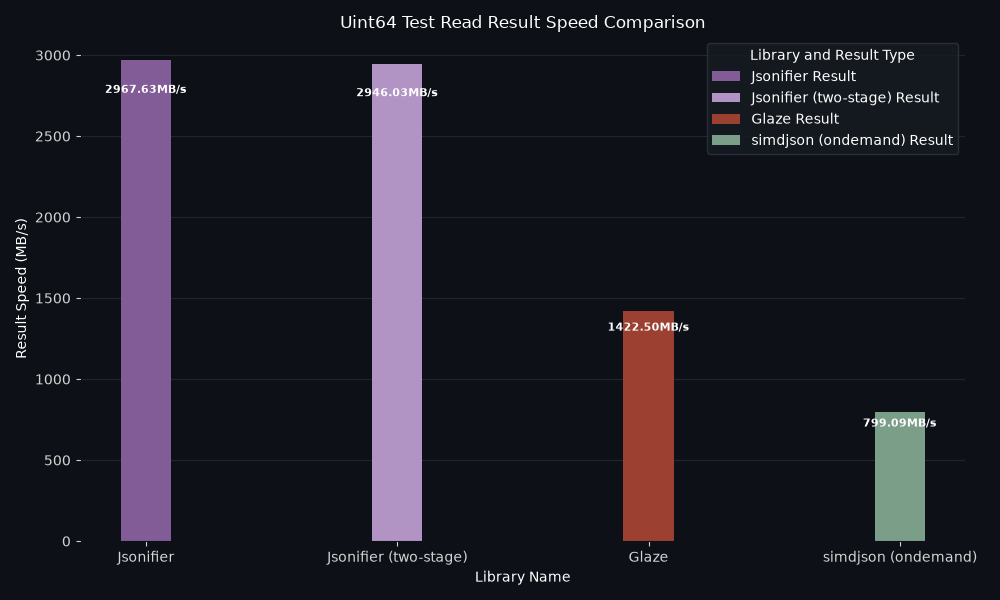 Uint64 Test Read Result Speed Comparison
Library and Result Type
Jsonifier Result
Jsonifier (two-stage) Result
Glaze Result
simdjson (ondemand) Result
Result Speed (MB/s)
3000
2500
2000
1500
1000
500
0
2967.63MB/s
2946.03MB/s
1422.50MB/s
799.09MB/s
Jsonifier
Jsonifier (two-stage)
Glaze
simdjson (ondemand)
Library Name